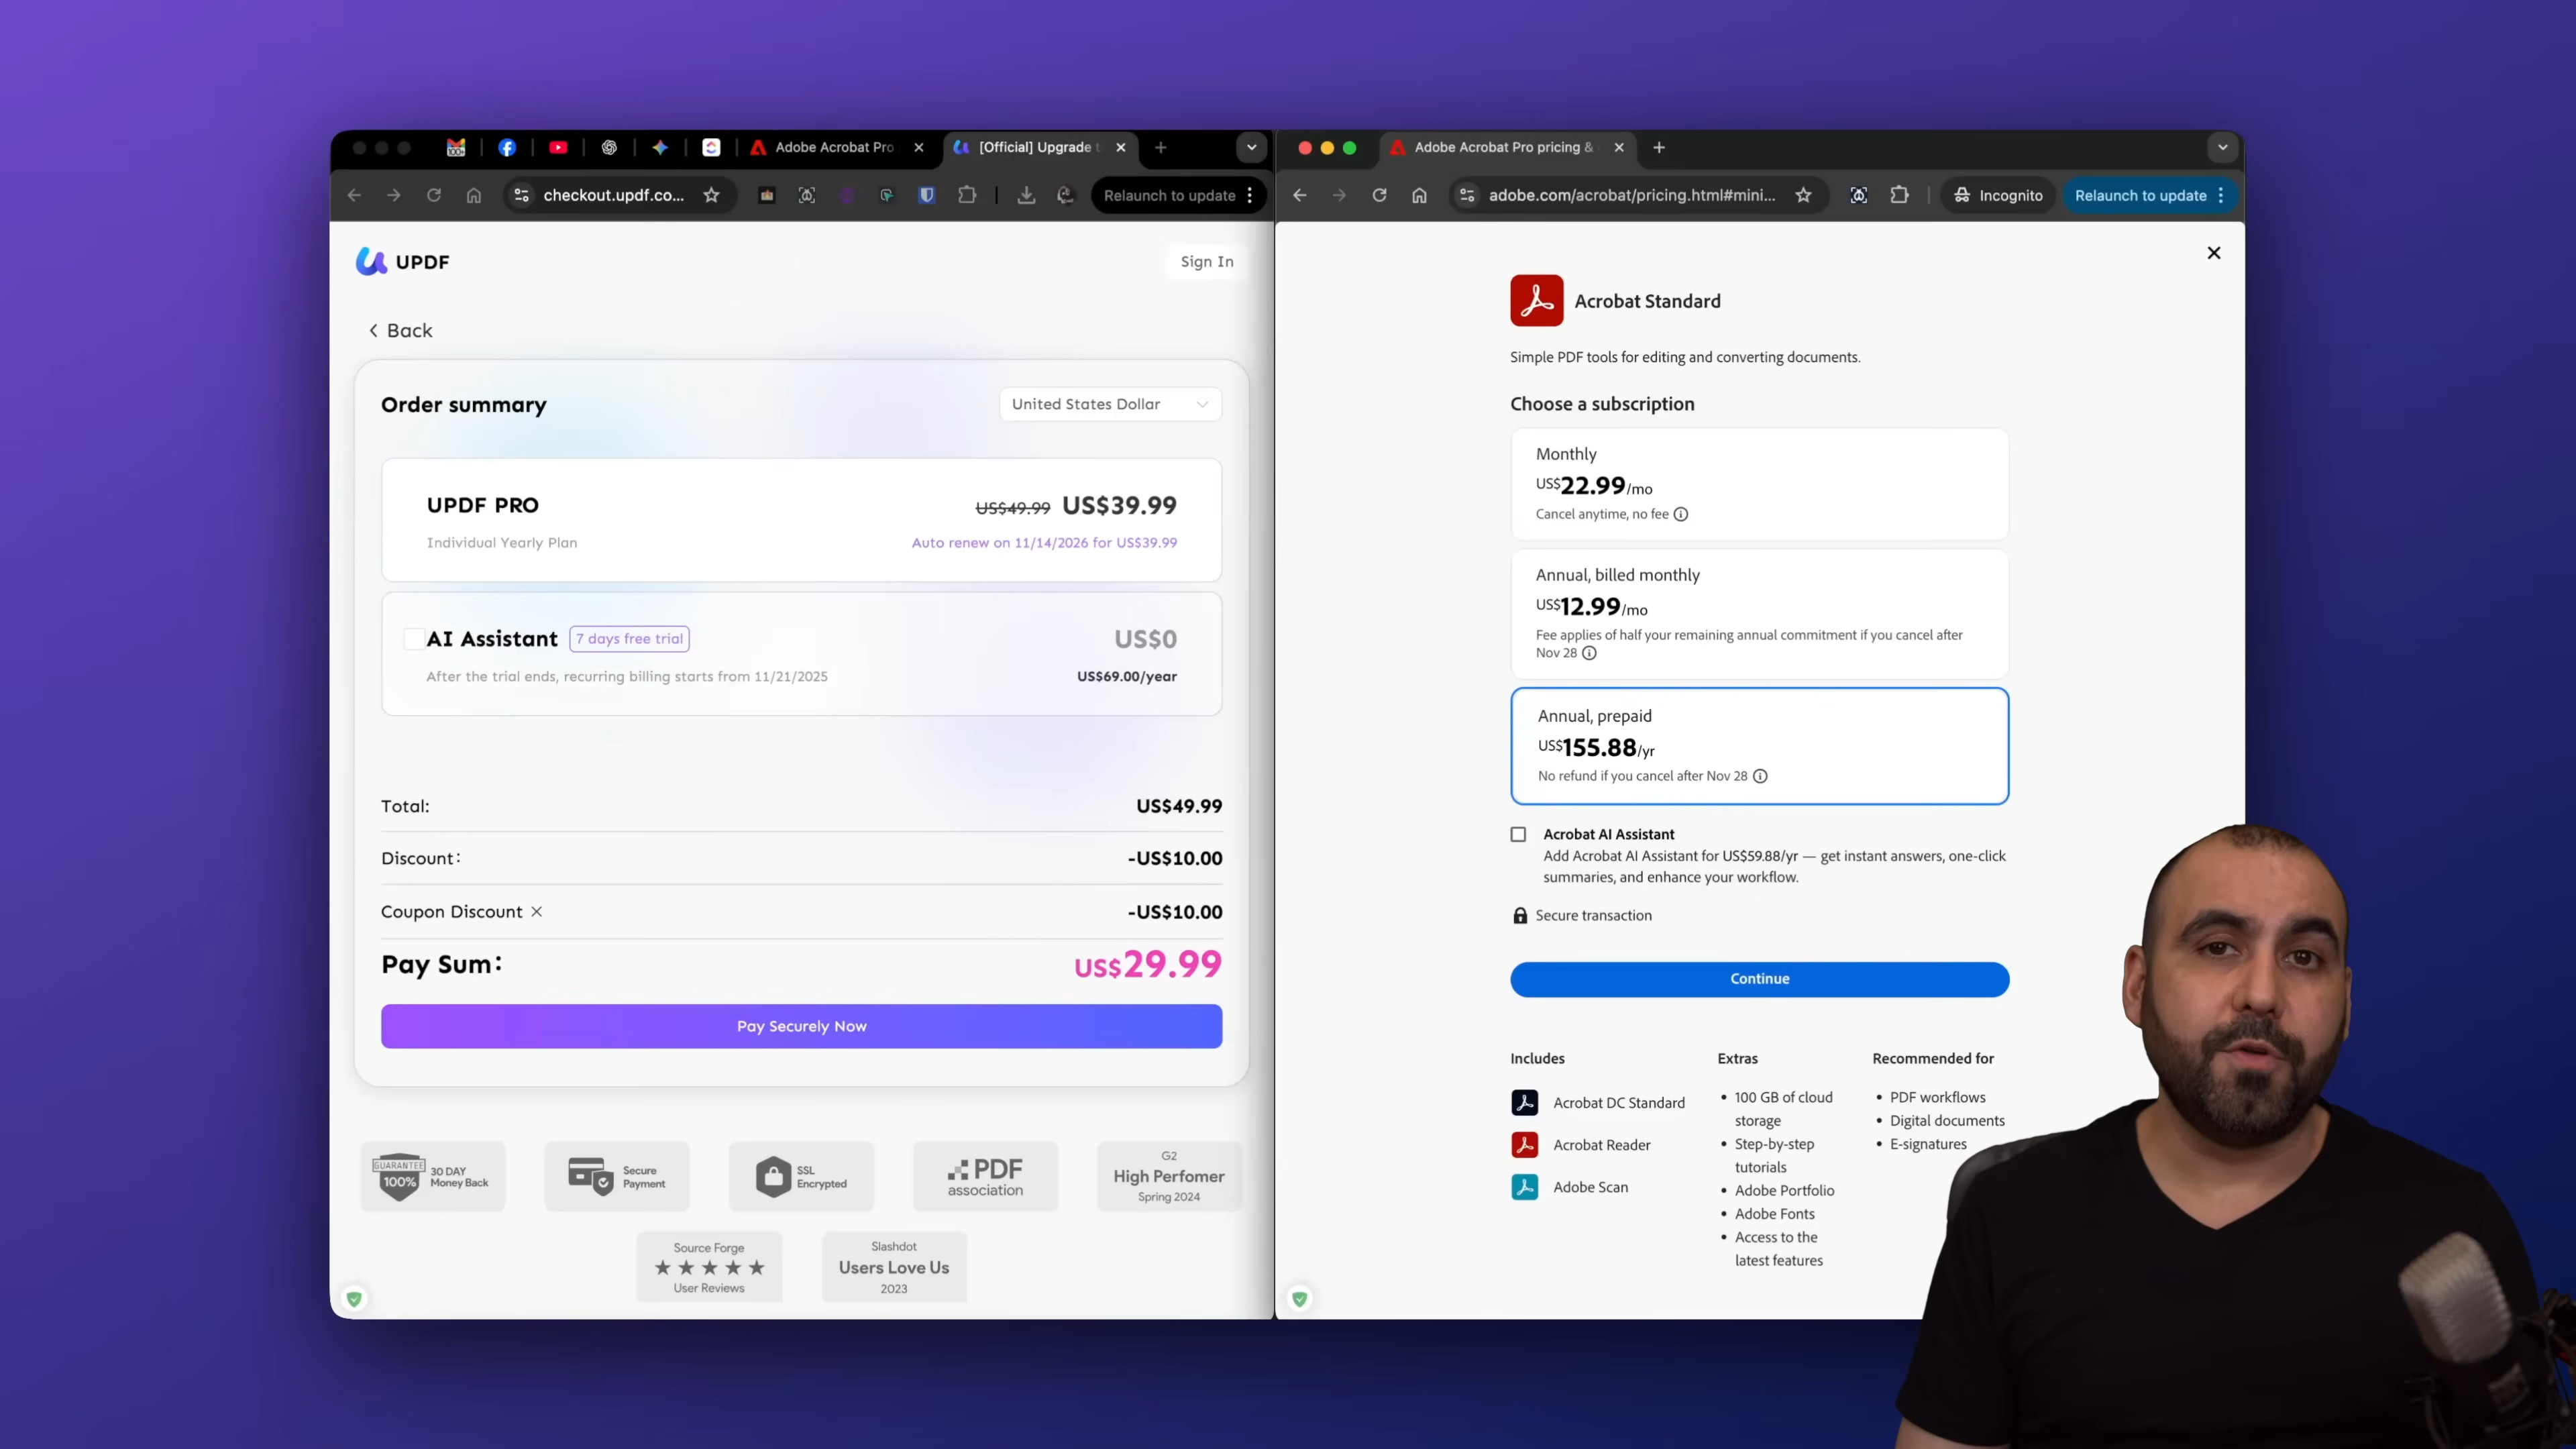 Adobe Acrobat Pro
[Official] Upgrade t
checkout.updf.co...
Relaunch to update
UPDF
Sign In
Back
Order summary
United States Dollar
UPDF PRO
US$49.99 US$39.99
Individual Yearly Plan
Auto renew on 11/14/2026 for US$39.99
AI Assistant
7 days free trial
US$0
After the trial ends, recurring billing starts from 11/21/2025
US$69.00/year
Total:
US$49.99
Discount:
-US$10.00
Coupon Discount
-US$10.00
Pay Sum:
US$29.99
Pay Securely Now
GUARANTEE
100%
30 DAY
Money Back
Secure
Payment
SSL
Encrypted
PDF
association
G2
High Perfomer
Spring 2024
Source Forge
User Reviews
Slashdot
Users Love Us
2023
Adobe Acrobat Pro pricing &
adobe.com/acrobat/pricing.html#mini...
Incognito
Relaunch to update
Acrobat Standard
Simple PDF tools for editing and converting documents.
Choose a subscription
Monthly
US$22.99/mo
Cancel anytime, no fee
Annual, billed monthly
US$12.99/mo
Fee applies of half your remaining annual commitment if you cancel after
Nov 28
Annual, prepaid
US$155.88/yr
No refund if you cancel after Nov 28
Acrobat AI Assistant
Add Acrobat AI Assistant for US$59.88/yr — get instant answers, one-click
summaries, and enhance your workflow.
Secure transaction
Continue
Includes
Acrobat DC Standard
Acrobat Reader
Adobe Scan
Extras
• 100 GB of cloud
storage
• Step-by-step
tutorials
• Adobe Portfolio
• Adobe Fonts
• Access to the
latest features
Recommended for
• PDF workflows
• Digital documents
• E-signatures